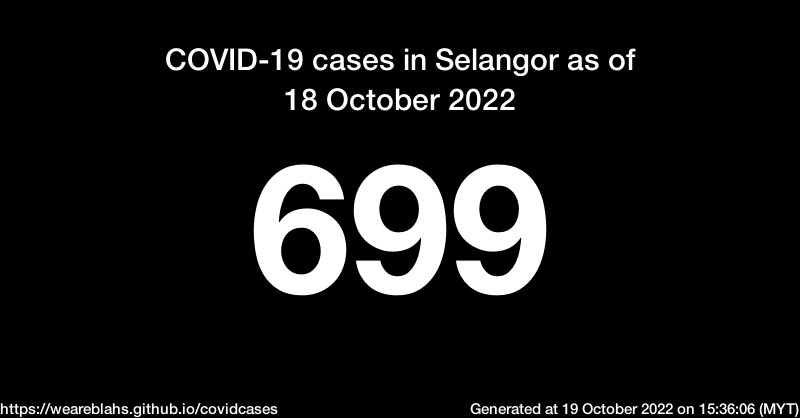 COVID-19 cases in Selangor as of
18 October 2022
699
https://weareblahs.github.io/covidcases
Generated at 19 October 2022 on 15:36:06 (MYT)